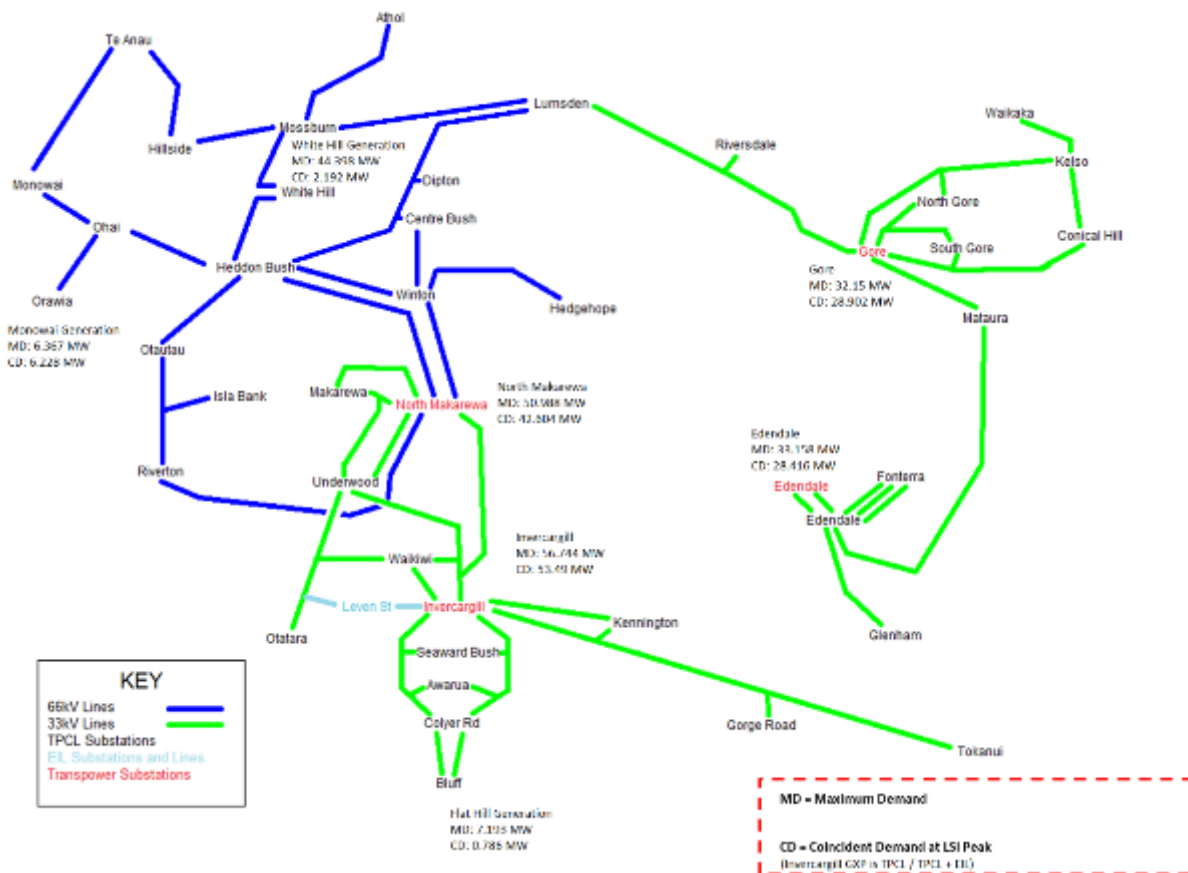 Athol
Te Anau
Lumsden
Waikaka
Mossburn
Riversdale
Hillside
White Hill Generation
MD: 44.398 MW
CD: 2.192 MW
Kelso
Monowai
White Hill
Dipton
North Gore
Ohai
Centre Bush
Conical Hill
South Gore
Gore
Heddon Bush
Gore
MD: 32.15 MW
CD: 28.902 MW
Winton
Orawia
Hedgehope
Mataura
Monowai Generation
MD: 6.367 MW
CD: 6.228 MW
Otautau
Makarewa
Isla Bank
North Makarewa
North Makarewa
MD: 50.988 MW
CD: 42.604 MW
Edendale
MD: 33.158 MW
CD: 28.416 MW
Riverton
Underwood
Fonterra
Edendale
Edendale
Invercargill
MD: 56.744 MW
CD: 53.49 MW
Waikiwi
Leven St
Invercargill
Kennington
Otatara
Glenham
Seaward Bush
Awarua
Colyer Rd
Gorge Road
Tokanui
Bluff
Flat Hill Generation
MD: 7.193 MW
CD: 0.786 MW
KEY
66kV Lines
33kV Lines
TPCL Substations
EIL Substations and Lines
Transpower Substations
MD = Maximum Demand
CD = Coincident Demand at LSI Peak
(Invercargill GXP is TPCL / TPCL + EIL)